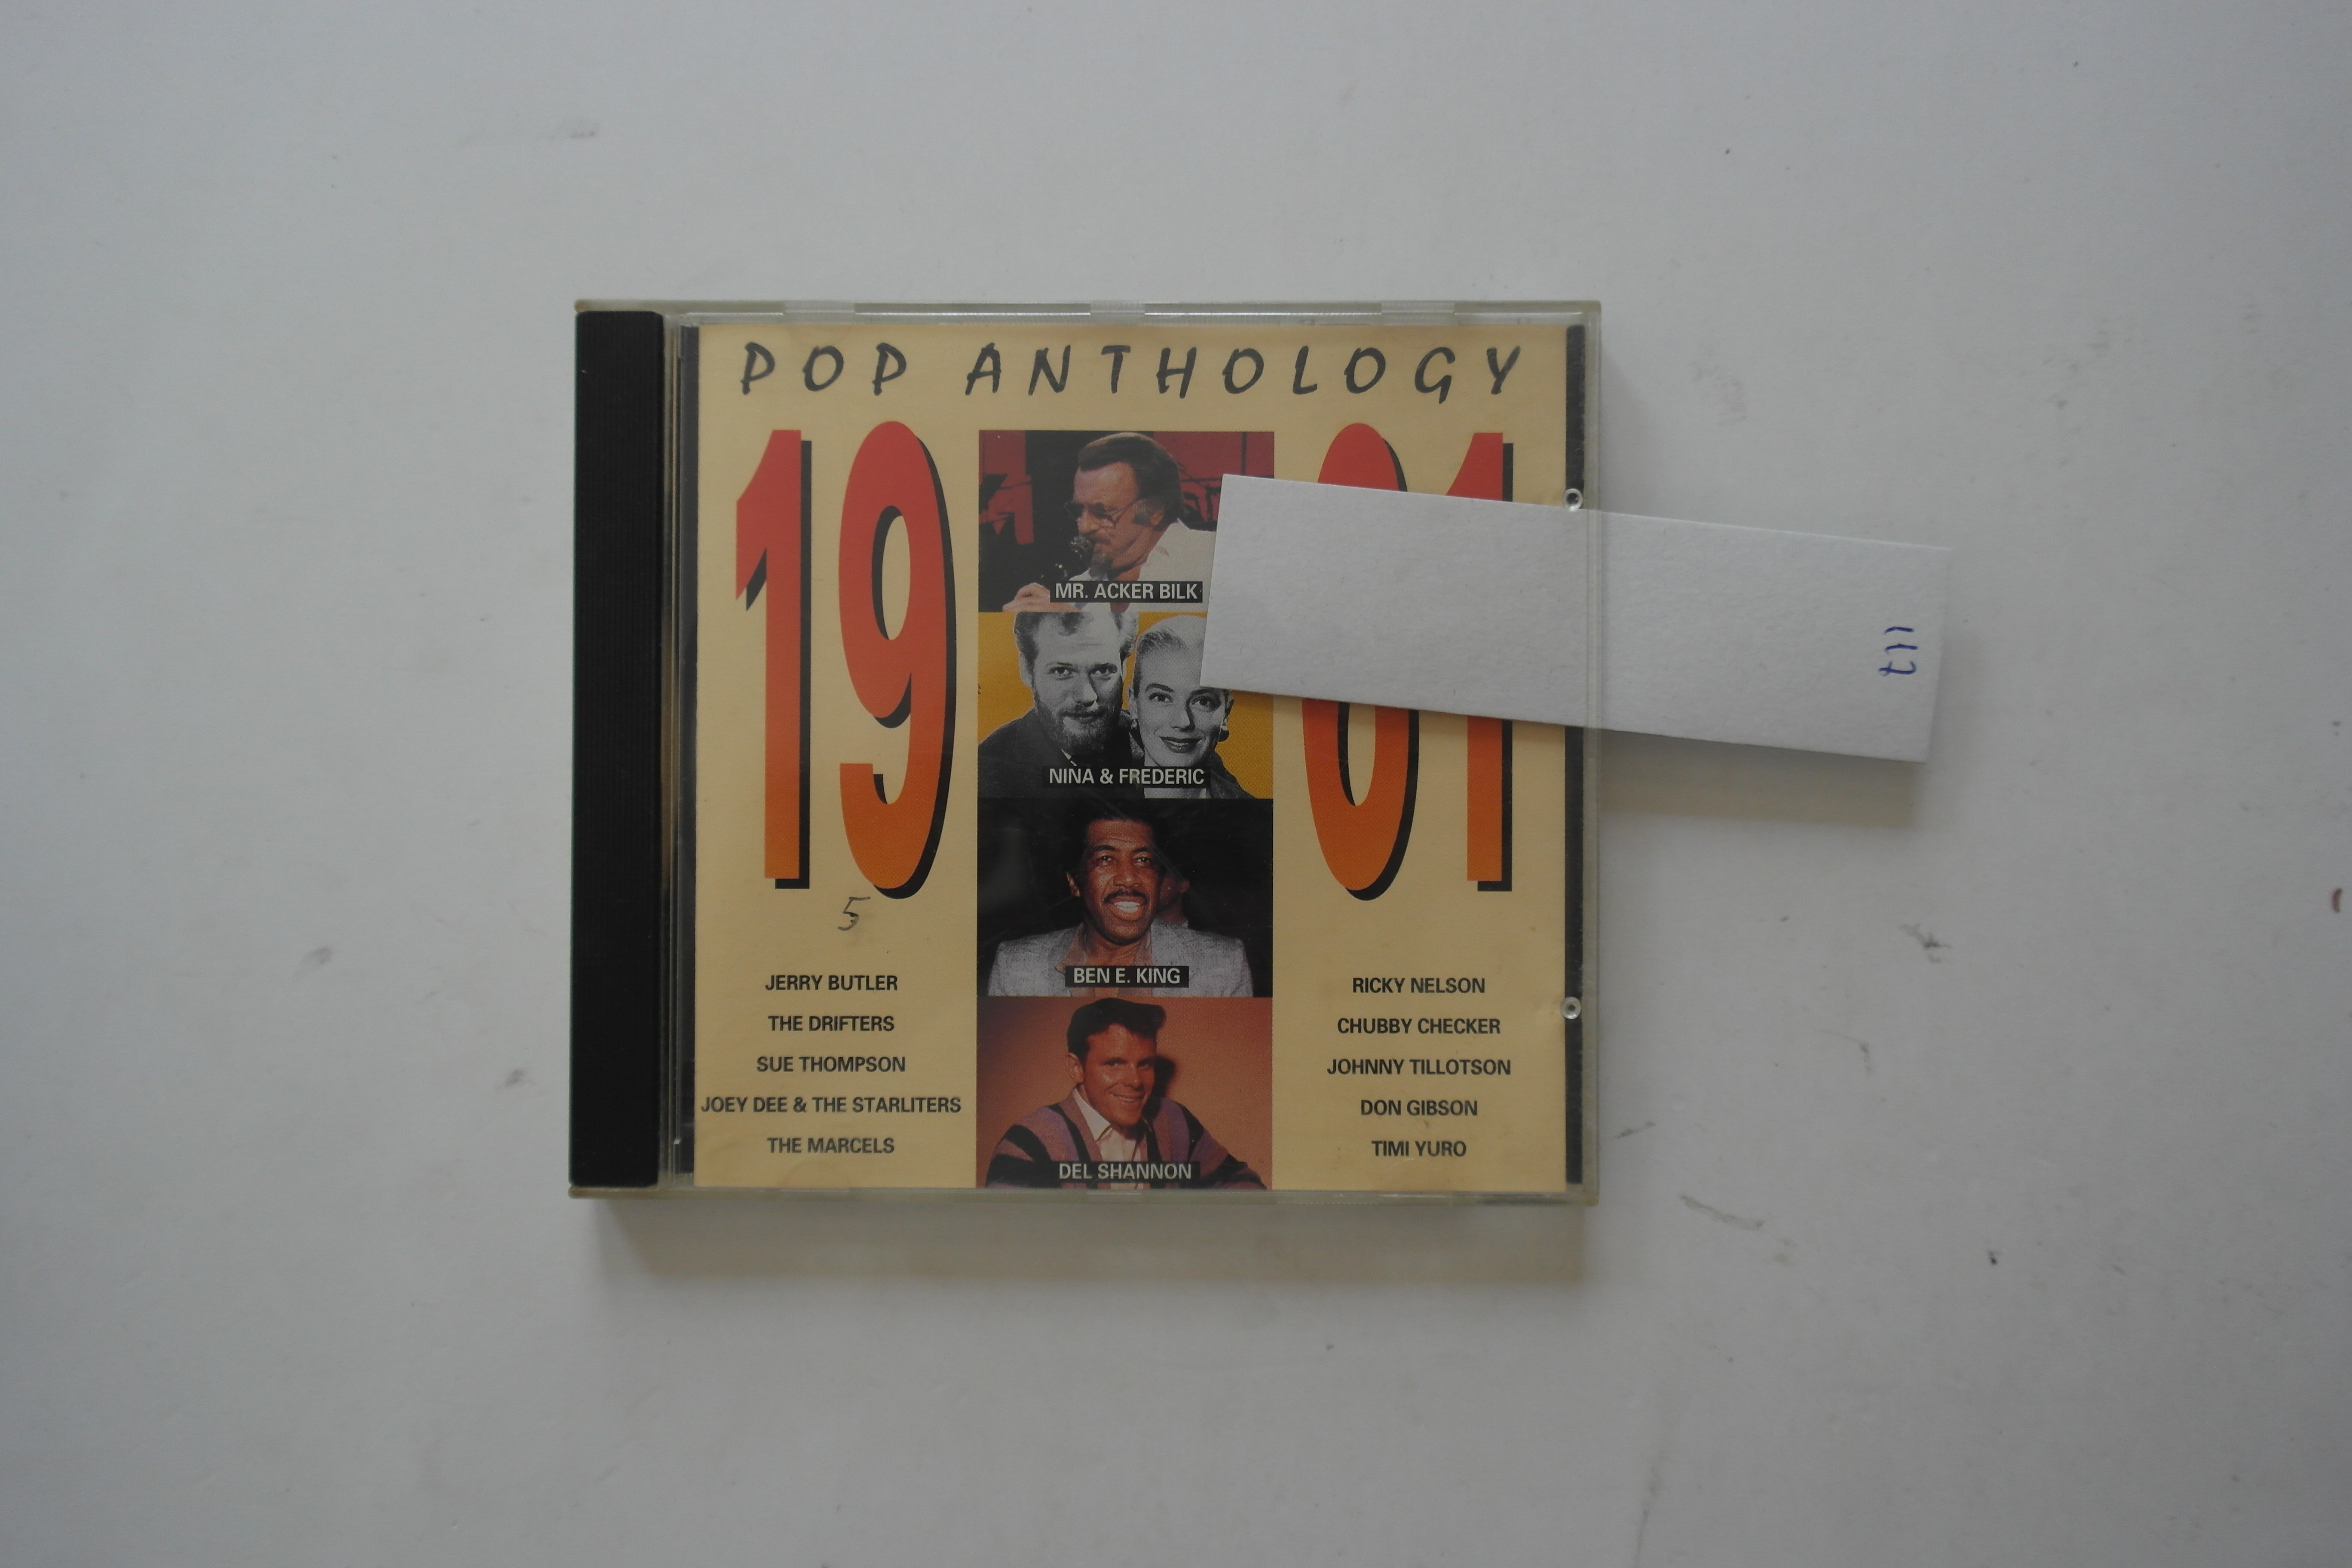 POP ANTHOLOGY
19
MR. ACKER BILK
NINA & FREDERIC
BEN E. KING
DEL SHANNON
5
JERRY BUTLER
THE DRIFTERS
SUE THOMPSON
JOEY DEE & THE STARLITERS
THE MARCELS
RICKY NELSON
CHUBBY CHECKER
JOHNNY TILLOTSON
DON GIBSON
TIMI YURO
117